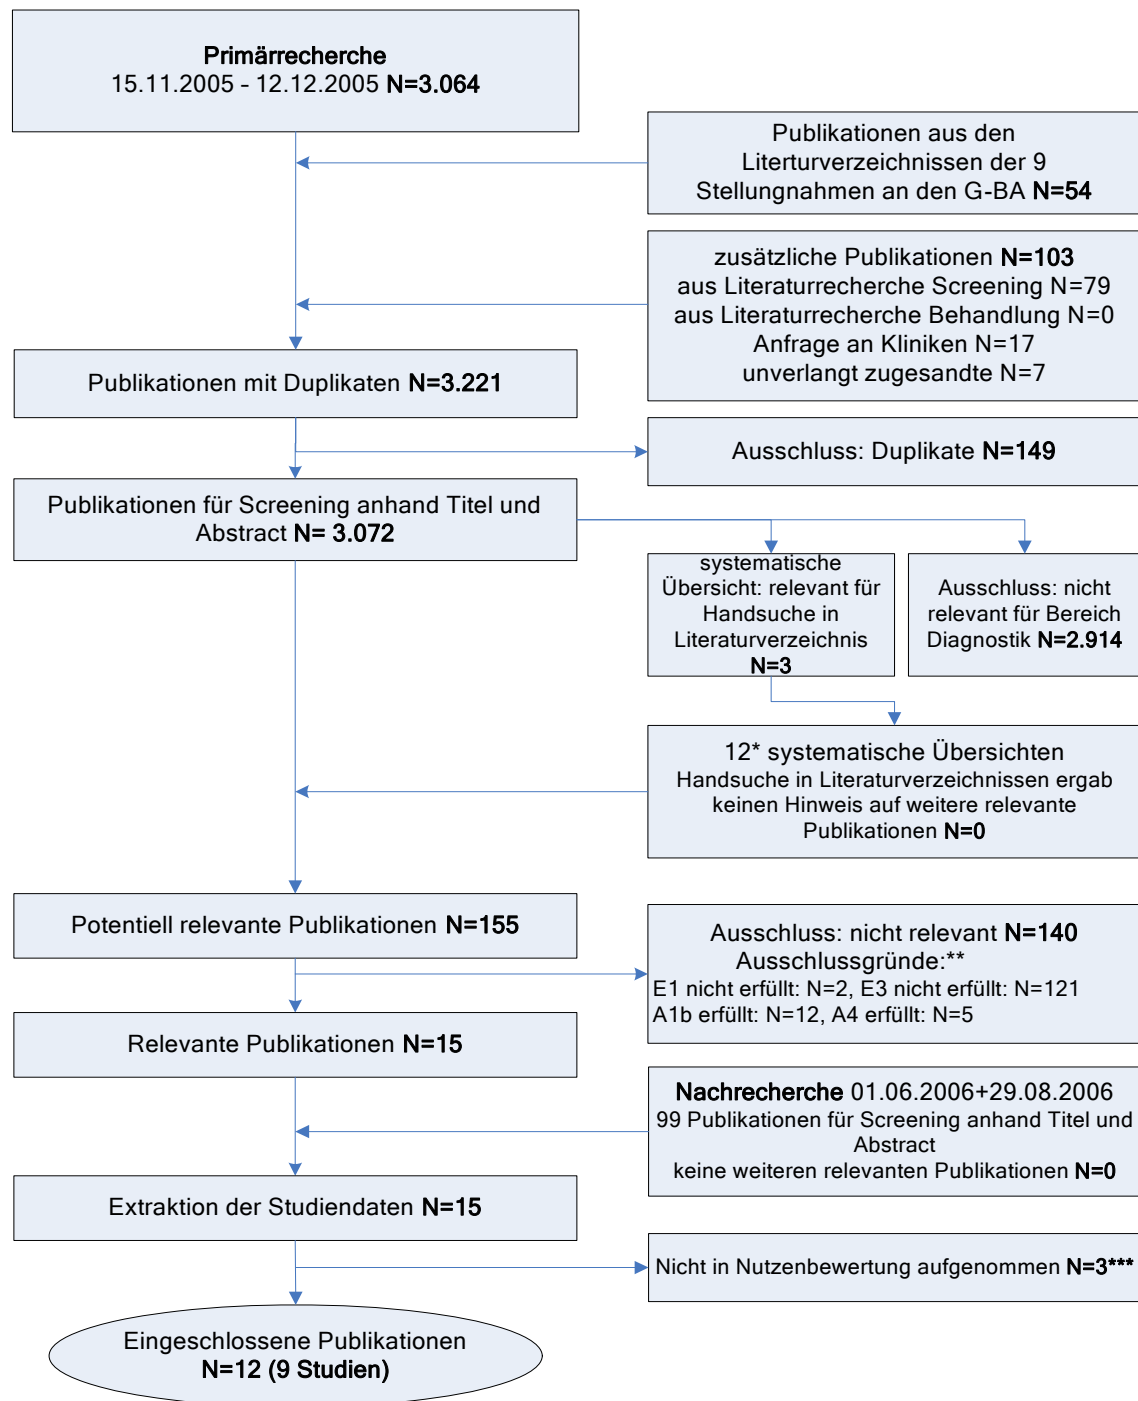 Primärrecherche
15.11.2005 - 12.12.2005 N=3.064
Publikationen aus den
Literturverzeichnissen der 9
Stellungnahmen an den G-BA N=54
zusätzliche Publikationen N=103
aus Literaturrecherche Screening N=79
aus Literaturrecherche Behandlung N=0
Anfrage an Kliniken N=17
unverlangt zugesandte N=7
Publikationen mit Duplikaten N=3.221
Ausschluss: Duplikate N=149
Publikationen für Screening anhand Titel und
Abstract N= 3.072
systematische
Übersicht: relevant für
Handsuche in
Literaturverzeichnis
N=3
Ausschluss: nicht
relevant für Bereich
Diagnostik N=2.914
12* systematische Übersichten
Handsuche in Literaturverzeichnissen ergab
keinen Hinweis auf weitere relevante
Publikationen N=0
Potentiell relevante Publikationen N=155
Ausschluss: nicht relevant N=140
Ausschlussgründe:**
E1 nicht erfüllt: N=2, E3 nicht erfüllt: N=121
A1b erfüllt: N=12, A4 erfüllt: N=5
Relevante Publikationen N=15
Nachrecherche 01.06.2006+29.08.2006
99 Publikationen für Screening anhand Titel und
Abstract
keine weiteren relevanten Publikationen N=0
Extraktion der Studiendaten N=15
Nicht in Nutzenbewertung aufgenommen N=3***
Eingeschlossene Publikationen
N=12 (9 Studien)